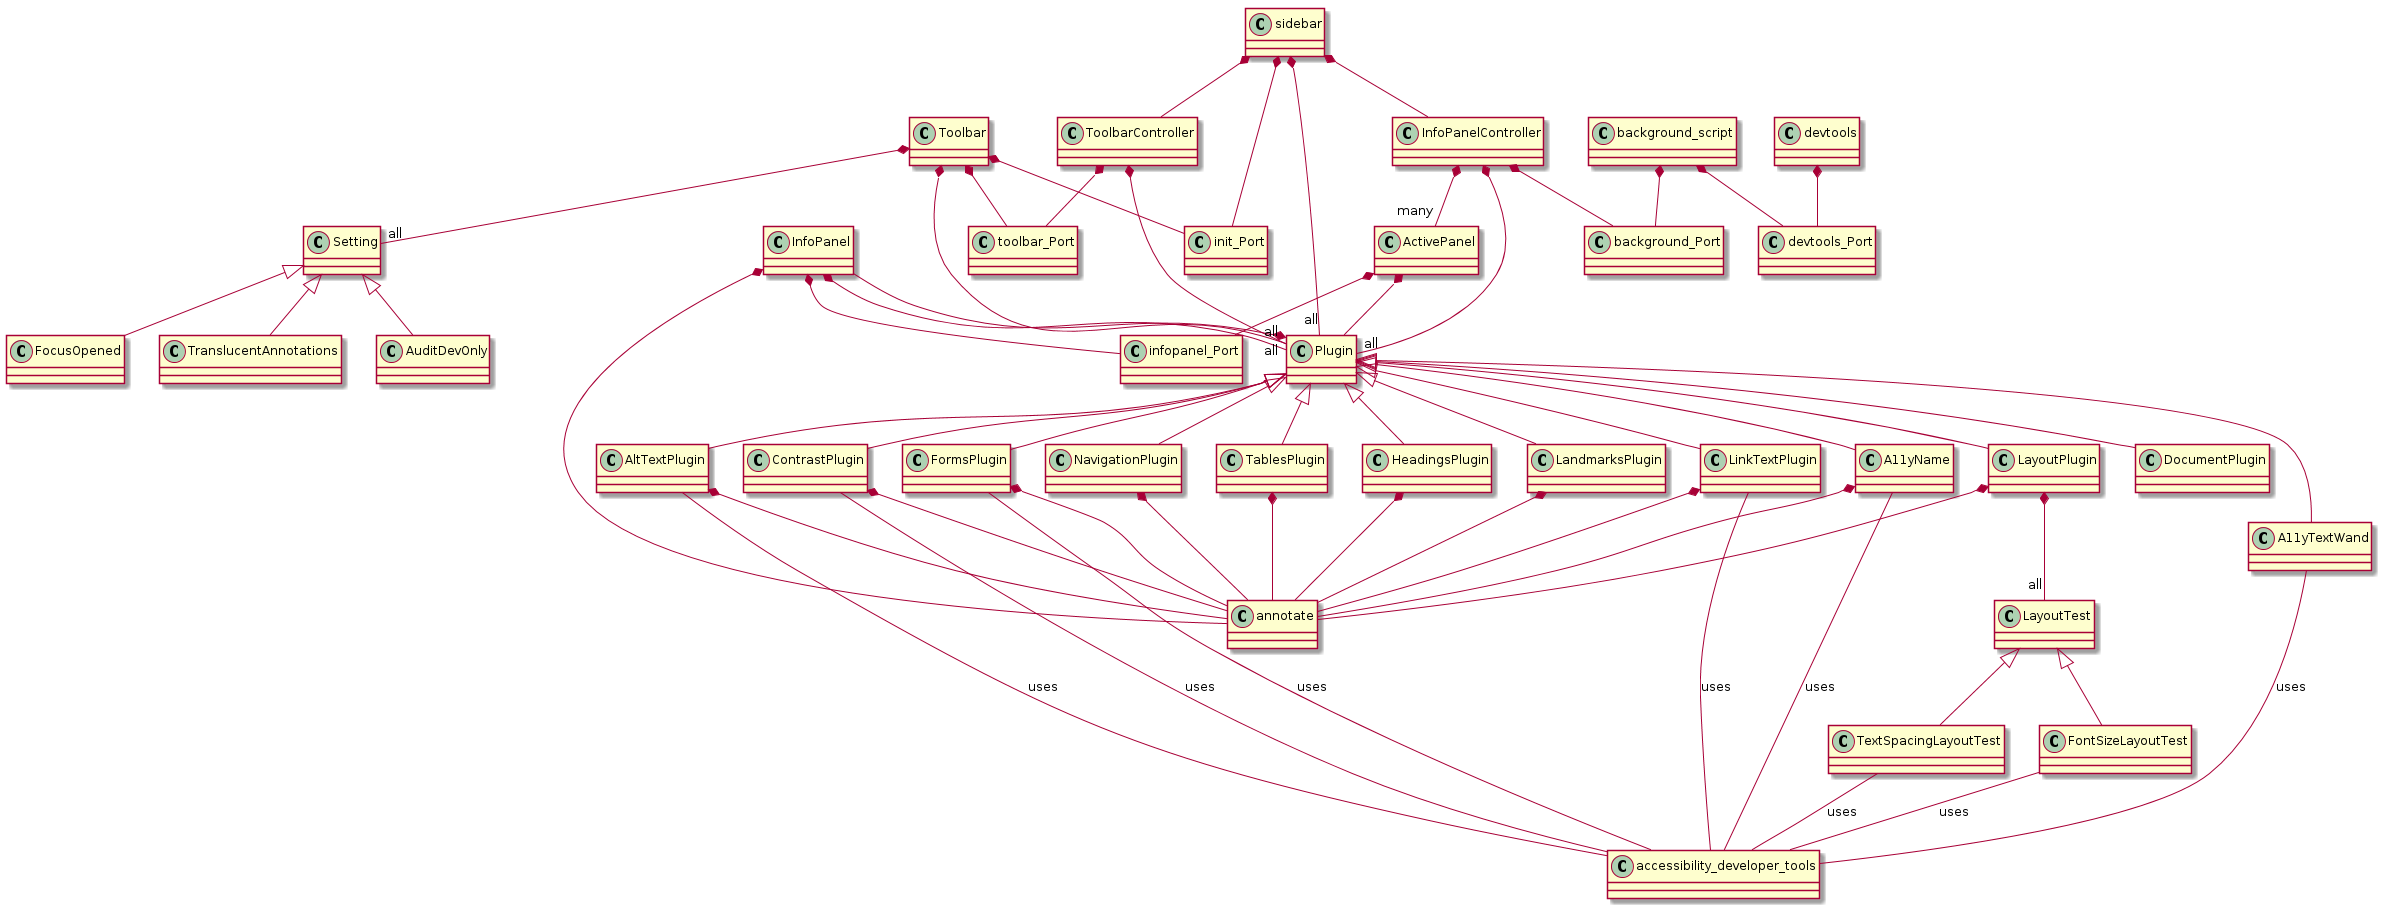 C sidebar
C Toolbar
C ToolbarController
C InfoPanelController
C background_script
C devtools
many
all
C Setting
C InfoPanel
C toolbar_Port
C init_Port
C ActivePanel
C background_Port
C devtools_Port
all
all
all
all
C FocusOpened
C TranslucentAnnotations
C AuditDevOnly
C infopanel_Port
C Plugin
C AltTextPlugin
C ContrastPlugin
C FormsPlugin
C NavigationPlugin
C TablesPlugin
C HeadingsPlugin
C LandmarksPlugin
C LinkTextPlugin
C A11yName
C LayoutPlugin
C DocumentPlugin
C A11yTextWand
all
C annotate
C LayoutTest
uses
uses
uses
uses
uses
uses
C TextSpacingLayoutTest
C FontSizeLayoutTest
uses
uses
C accessibility_developer_tools